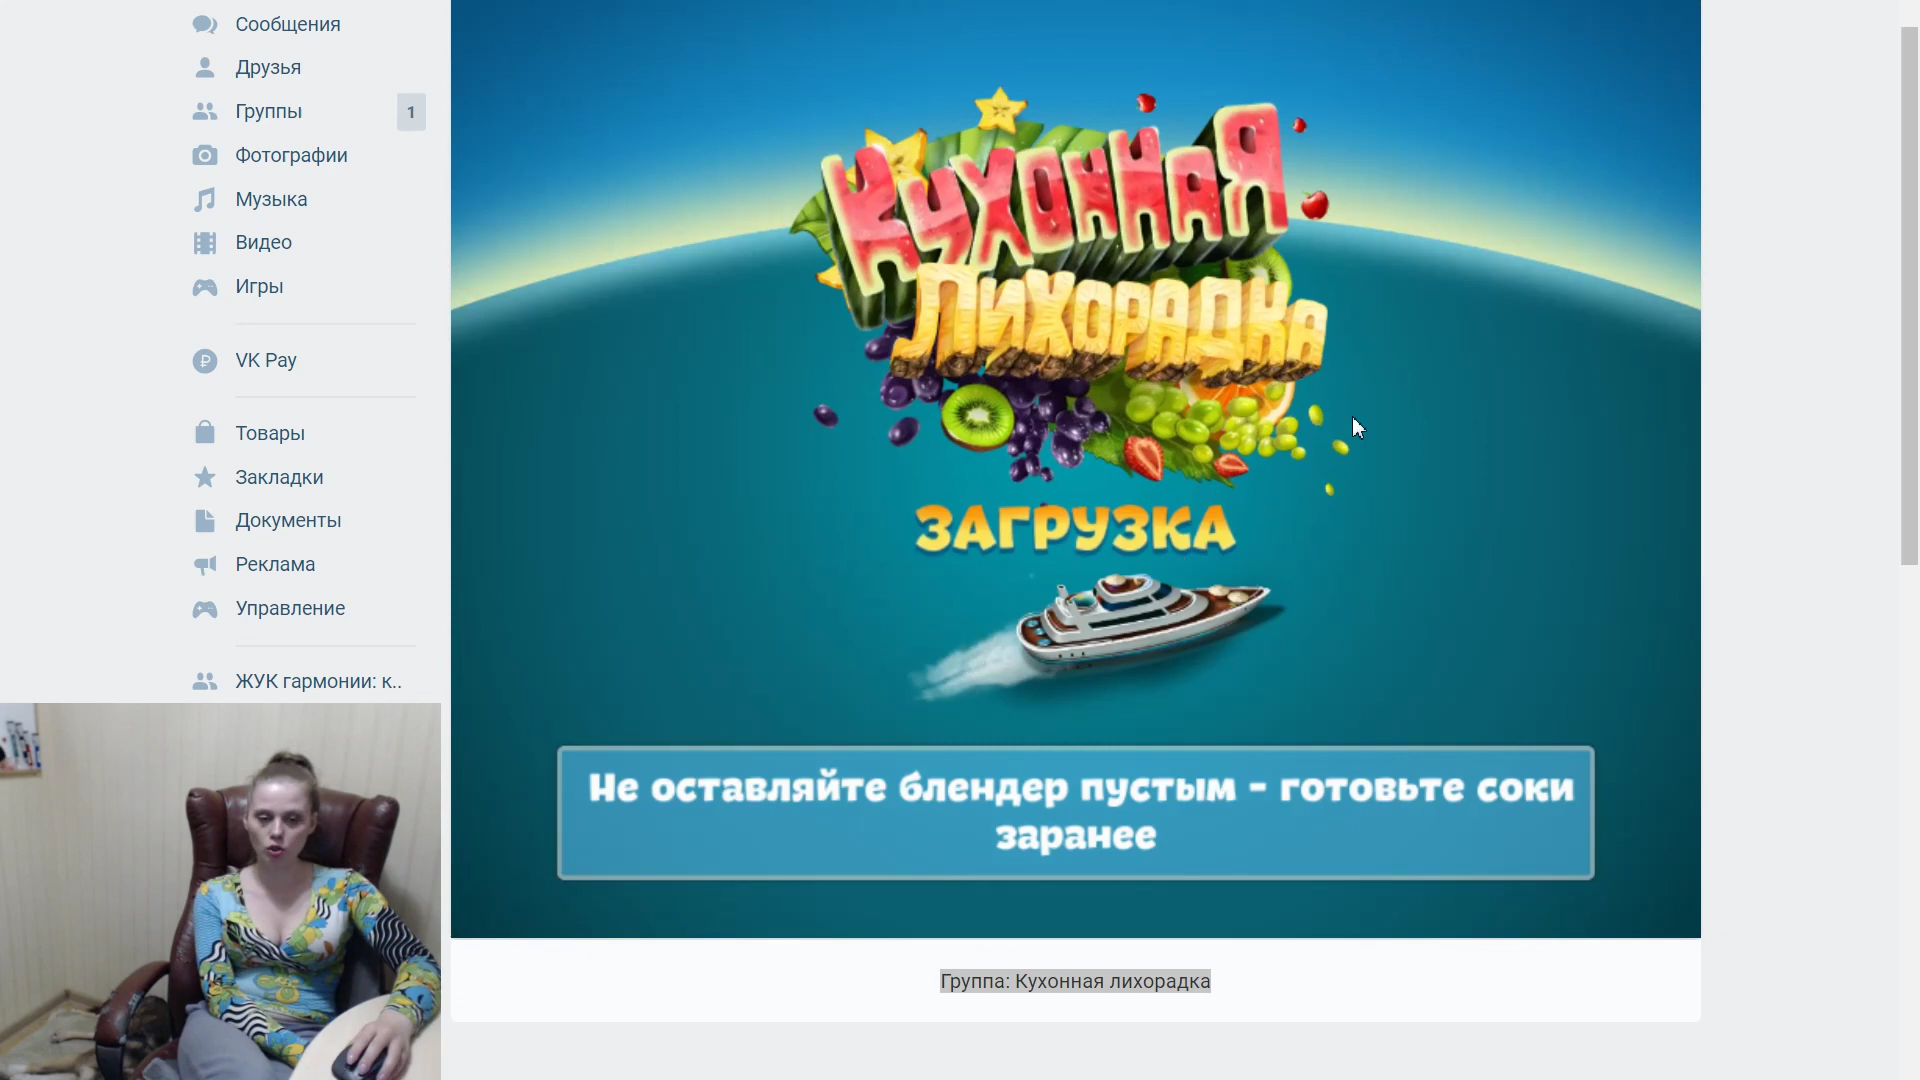 Сообщения
Друзья
Группы
1
Фотографии
Музыка
Видео
Игры
VK Pay
Товары
Закладки
Документы
Реклама
Управление
ЖУК гармонии: к..
Кухонная
Лихорадка
ЗАГРУЗКА
Не оставляйте блендер пустым - готовьте соки
заранее
Группа: Кухонная лихорадка